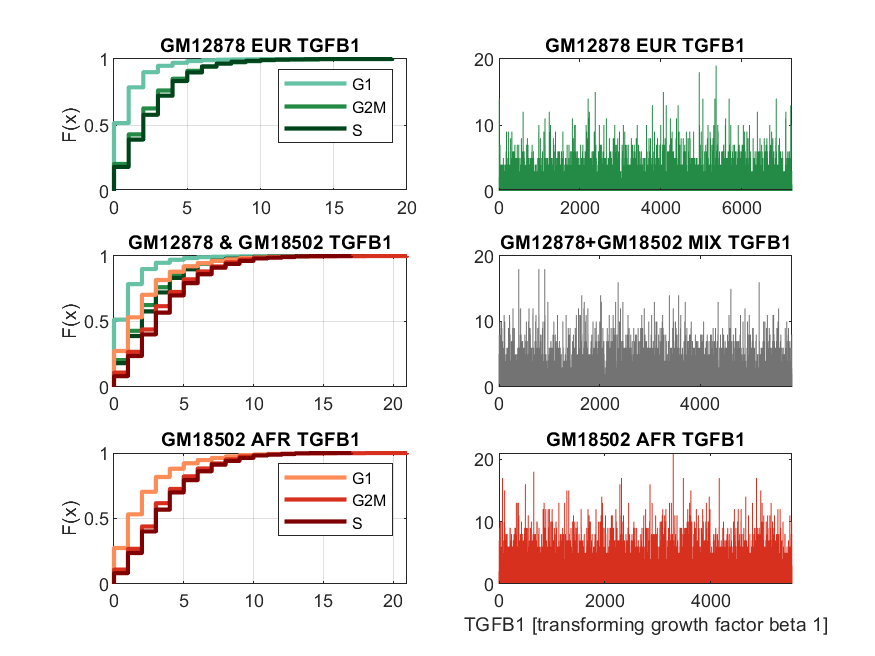 GM12878 EUR TGFB1
F(x)
1
0.5
0
0 5 10 15 20
G1
G2M
S
GM12878 EUR TGFB1
20
10
0
0 2000 4000 6000
GM12878 & GM18502 TGFB1
F(x)
1
0.5
0
0 5 10 15 20
GM12878+GM18502 MIX TGFB1
20
10
0
0 2000 4000
GM18502 AFR TGFB1
F(x)
1
0.5
0
0 5 10 15 20
G1
G2M
S
GM18502 AFR TGFB1
20
10
0
0 2000 4000
TGFB1 [transforming growth factor beta 1]